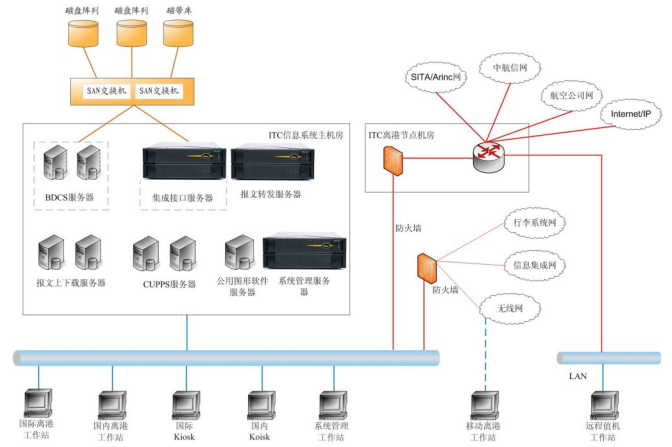 磁盘阵列
磁盘阵列
磁带库
SAN交换机
SAN交换机
ITC信息系统主机房
BDCS服务器
集成接口服务器
报文转发服务器
报文上下载服务器
CUPPS服务器
公用图形软件
服务器
系统管理服务
器
SITA/Arinc网
中航信网
航空公司网
Internet/IP
ITC离港节点机房
防火墙
防火墙
行李系统网
信息集成网
无线网
LAN
国际离港
工作站
国内离港
工作站
国际
Kiosk
国内
Koisk
系统管理
工作站
移动离港
工作站
远程值机
工作站